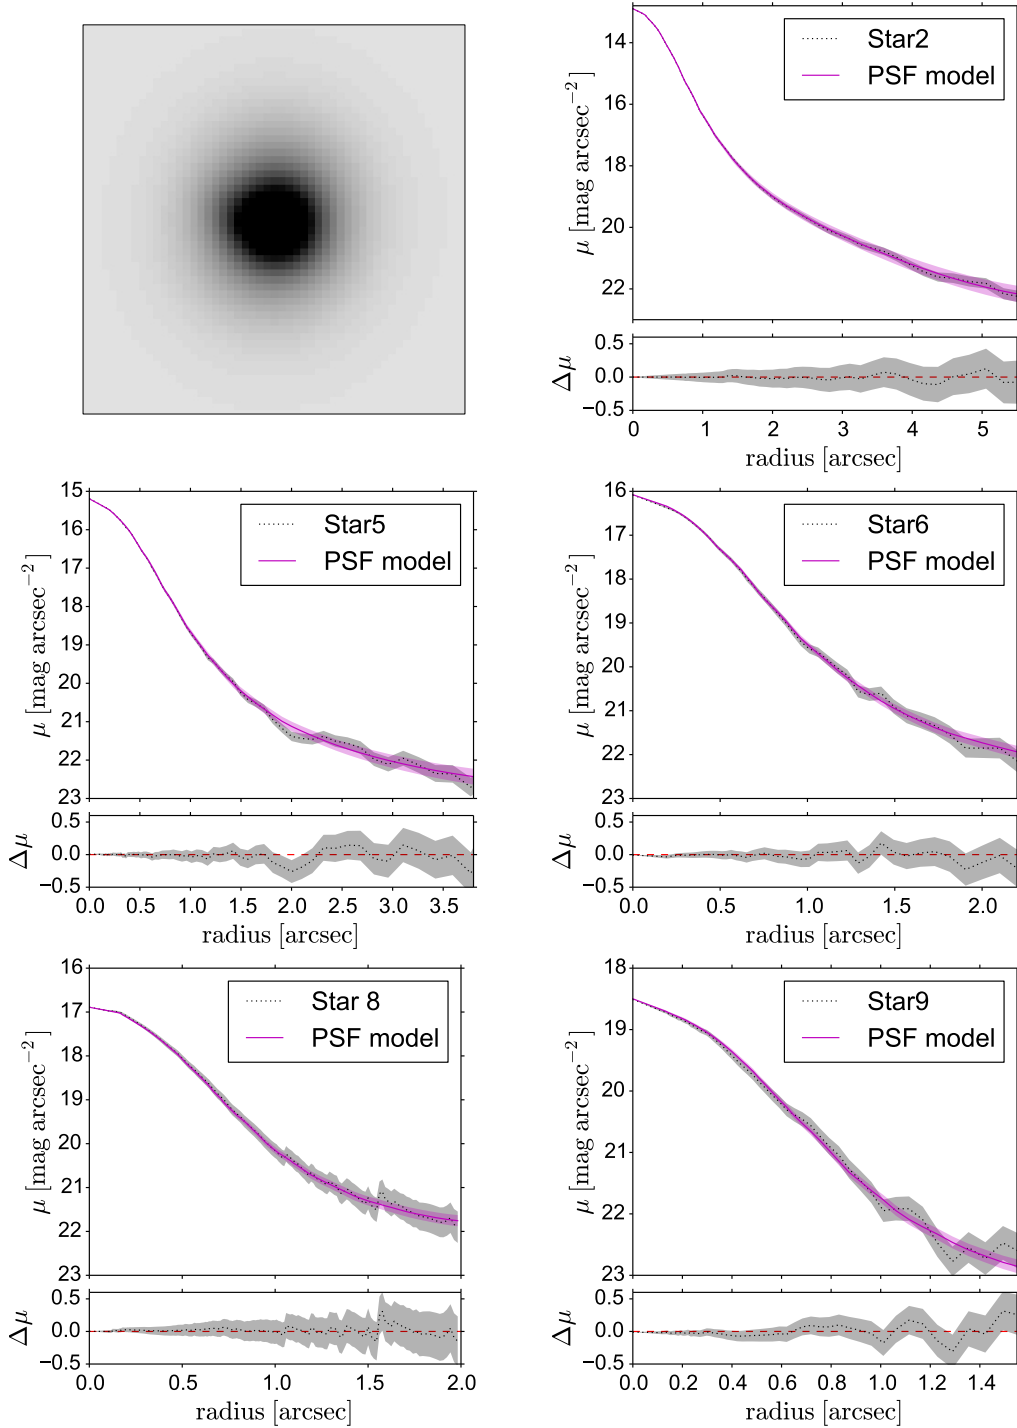 14
16
18
20
22
μ [mag arcsec⁻²]
Star2
PSF model
0.5
0.0
−0.5
Δμ
0 1 2 3 4 5
radius [arcsec]
15
16
17
18
19
20
21
22
23
μ [mag arcsec⁻²]
Star5
PSF model
0.5
0.0
−0.5
Δμ
0.0 0.5 1.0 1.5 2.0 2.5 3.0 3.5
radius [arcsec]
16
17
18
19
20
21
22
23
μ [mag arcsec⁻²]
Star6
PSF model
0.5
0.0
−0.5
Δμ
0.0 0.5 1.0 1.5 2.0
radius [arcsec]
16
17
18
19
20
21
22
23
μ [mag arcsec⁻²]
Star 8
PSF model
0.5
0.0
−0.5
Δμ
0.0 0.5 1.0 1.5 2.0
radius [arcsec]
18
19
20
21
22
23
μ [mag arcsec⁻²]
Star9
PSF model
0.5
0.0
−0.5
Δμ
0.0 0.2 0.4 0.6 0.8 1.0 1.2 1.4
radius [arcsec]